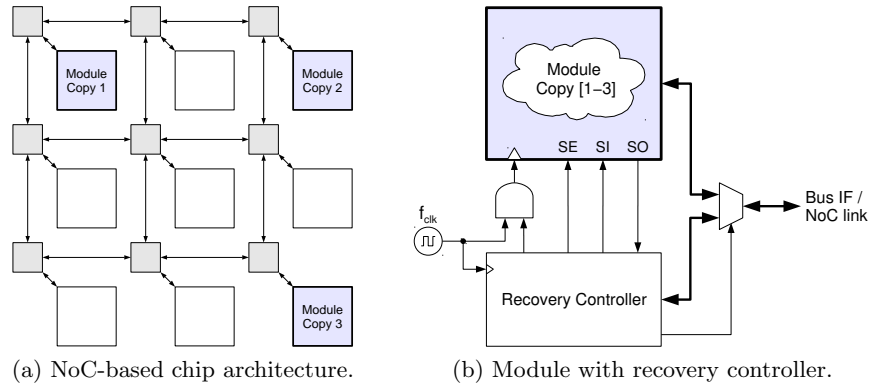 Module
Copy 1
Module
Copy 2
Module
Copy 3
(a) NoC-based chip architecture.
Module
Copy [1−3]
SE SI SO
f_clk
Bus IF /
NoC link
Recovery Controller
(b) Module with recovery controller.